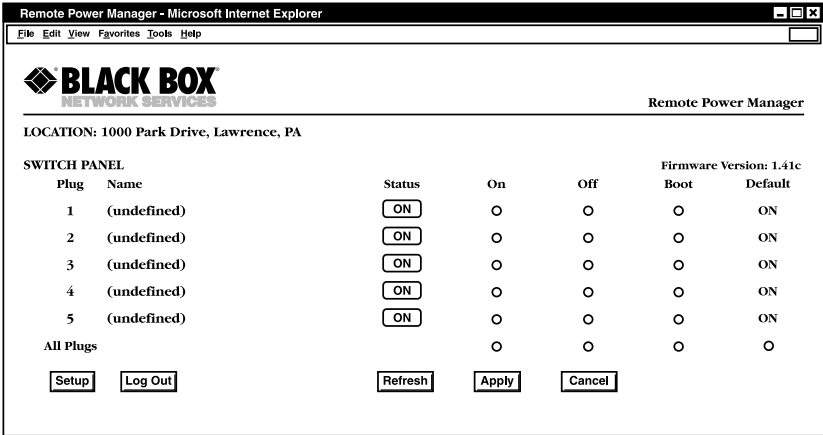 Remote Power Manager - Microsoft Internet Explorer
File Edit View Favorites Tools Help
BLACK BOX
NETWORK SERVICES
Remote Power Manager
LOCATION: 1000 Park Drive, Lawrence, PA
SWITCH PANEL Firmware Version: 1.41c
Plug Name Status On Off Boot Default
1 (undefined) ON ON
2 (undefined) ON ON
3 (undefined) ON ON
4 (undefined) ON ON
5 (undefined) ON ON
All Plugs
Setup Log Out Refresh Apply Cancel